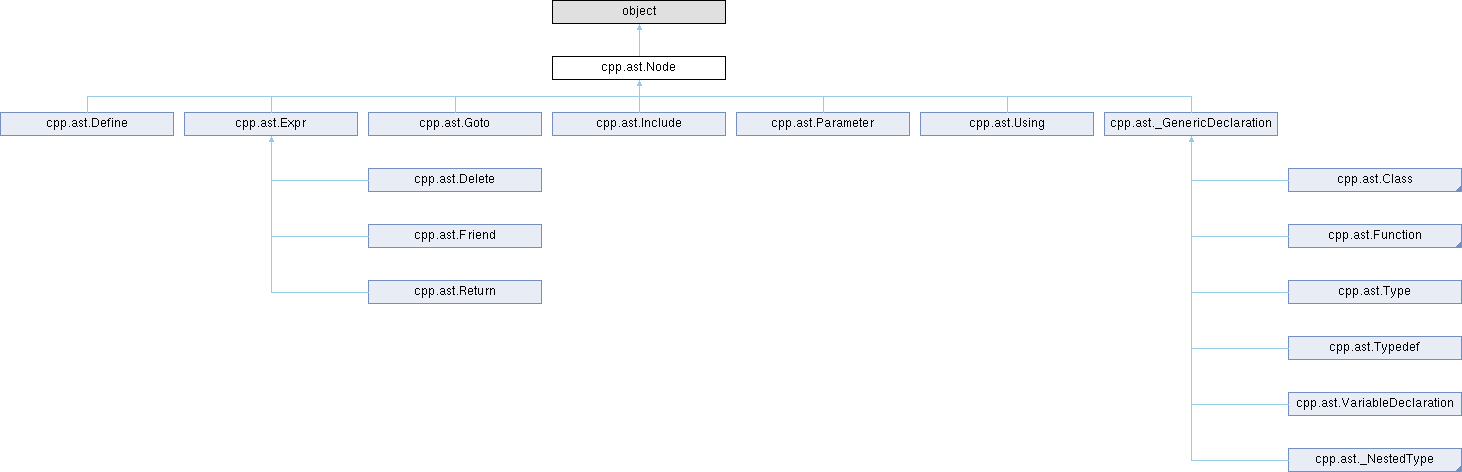 object
cpp.ast.Node
cpp.ast.Define
cpp.ast.Expr
cpp.ast.Goto
cpp.ast.Include
cpp.ast.Parameter
cpp.ast.Using
cpp.ast._GenericDeclaration
cpp.ast.Delete
cpp.ast.Class
cpp.ast.Friend
cpp.ast.Function
cpp.ast.Return
cpp.ast.Type
cpp.ast.Typedef
cpp.ast.VariableDeclaration
cpp.ast._NestedType